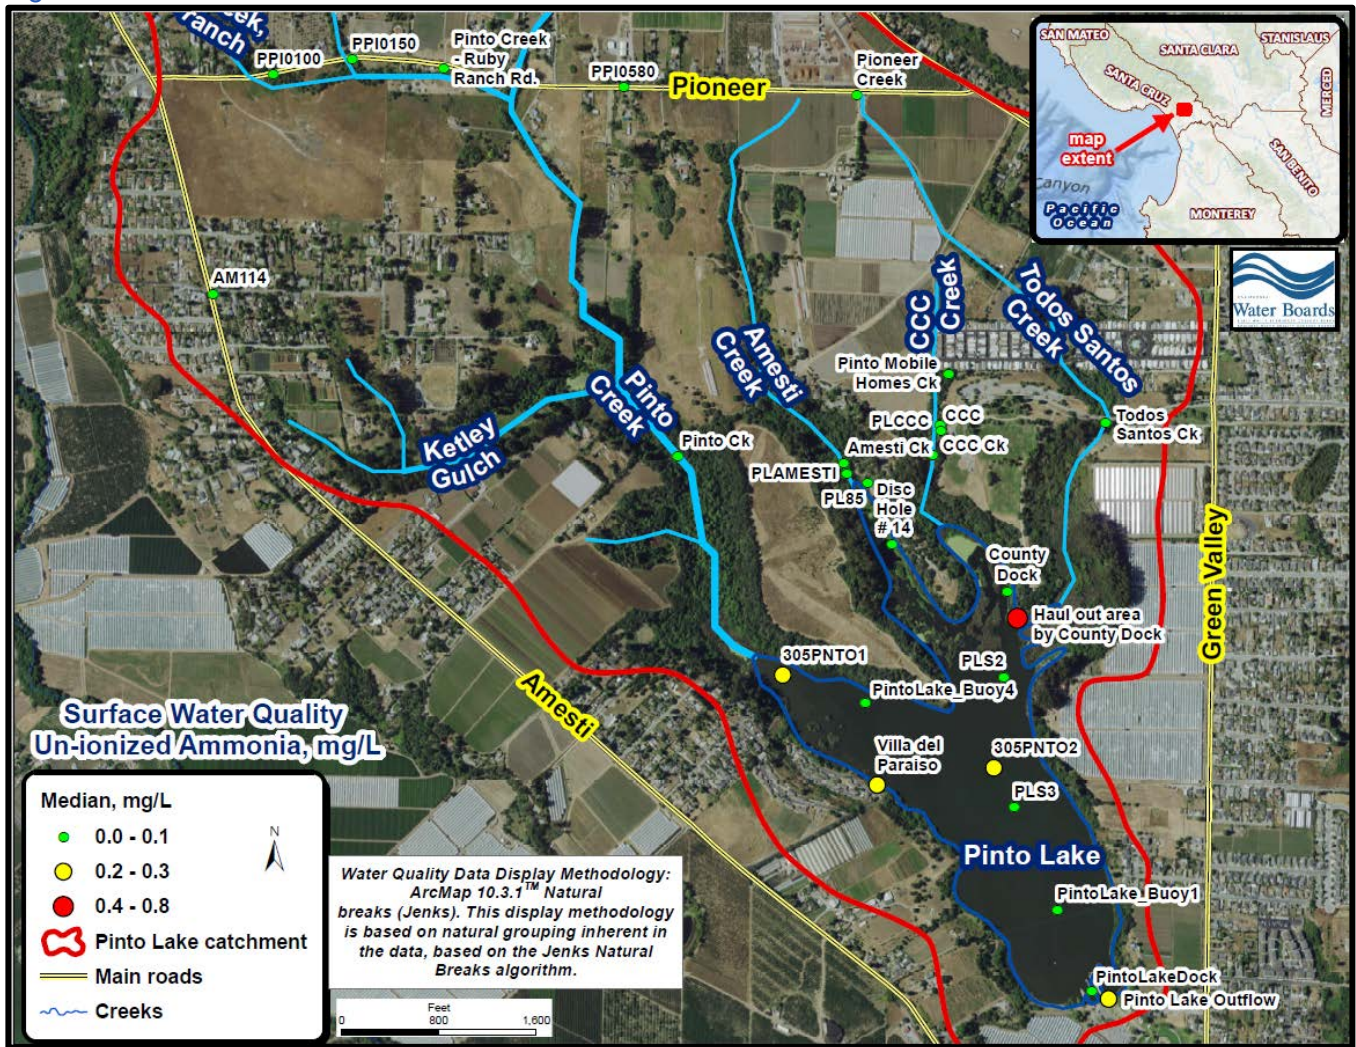 eek,
ranch
PPI0100
PPI0150
Pinto Creek
- Ruby
Ranch Rd.
PPI0580
Pioneer
Pioneer
Creek
SAN MATEO
SANTA CLARA
STANISLAUS
SANTA CRUZ
MERCED
map
extent
SAN BENITO
Canyon
Pacific
Ocean
MONTEREY
Water Boards
AM114
Amesti
Creek
CCC
Creek
Todos Santos
Creek
Pinto Mobile
Homes Ck
Pinto
Creek
Ketley
Gulch
Pinto Ck
PLCCC
CCC
Amesti Ck
CCC Ck
Todos
Santos Ck
PLAMESTI
PL85
Disc
Hole
# 14
County
Dock
Haul out area
by County Dock
Green Valley
305PNTO1
PLS2
PintoLake_Buoy4
Amesti
Villa del
Paraiso
305PNTO2
PLS3
Pinto Lake
PintoLake_Buoy1
PintoLakeDock
Pinto Lake Outflow
Surface Water Quality
Un-ionized Ammonia, mg/L
Median, mg/L
0.0 - 0.1
0.2 - 0.3
0.4 - 0.8
Pinto Lake catchment
Main roads
Creeks
N
Water Quality Data Display Methodology:
ArcMap 10.3.1™ Natural
breaks (Jenks). This display methodology
is based on natural grouping inherent in
the data, based on the Jenks Natural
Breaks algorithm.
Feet
0 800 1,600